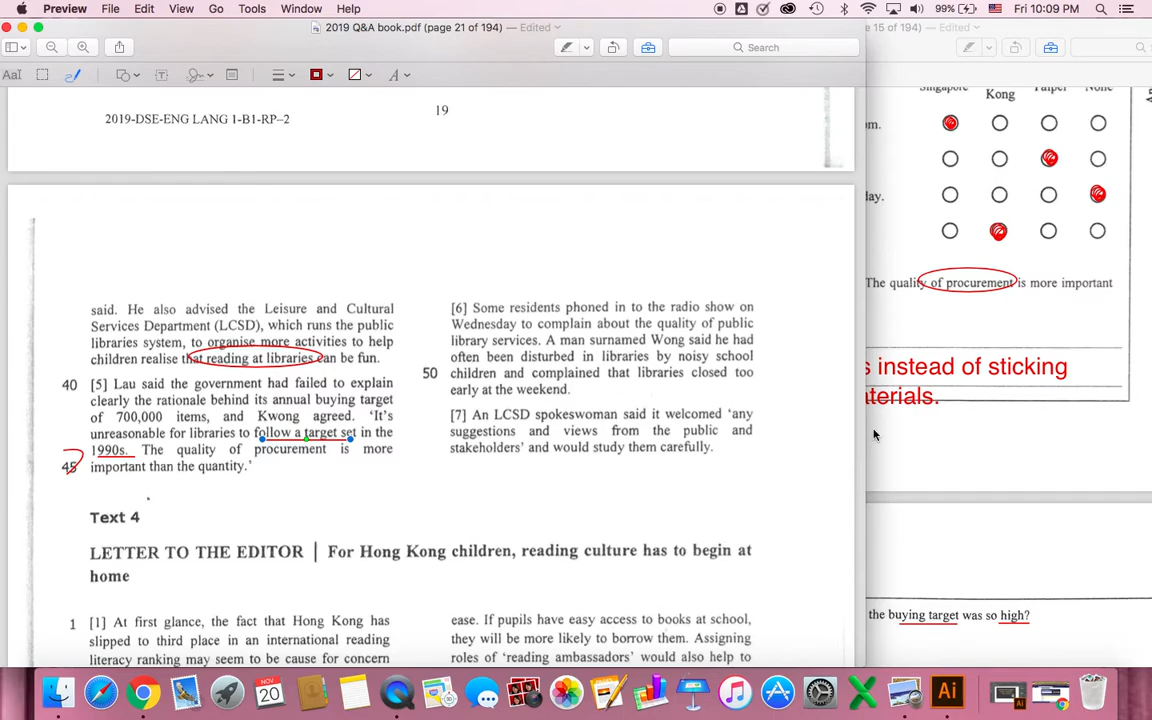 Preview File Edit View Go Tools Window Help 99% Fri 10:09 PM
2019 Q&A book.pdf (page 21 of 194) — Edited
e 15 of 194) — Edited
Search
AaI
T
A
2019-DSE-ENG LANG 1-B1-RP–2
19
said. He also advised the Leisure and Cultural
Services Department (LCSD), which runs the public
libraries system, to organise more activities to help
children realise that reading at libraries can be fun.
40 [5] Lau said the government had failed to explain
clearly the rationale behind its annual buying target
of 700,000 items, and Kwong agreed. ‘It’s
unreasonable for libraries to follow a target set in the
1990s. The quality of procurement is more
45 important than the quantity.’
[6] Some residents phoned in to the radio show on
Wednesday to complain about the quality of public
library services. A man surnamed Wong said he had
often been disturbed in libraries by noisy school
50 children and complained that libraries closed too
early at the weekend.
[7] An LCSD spokeswoman said it welcomed ‘any
suggestions and views from the public and
stakeholders’ and would study them carefully.
Text 4
LETTER TO THE EDITOR | For Hong Kong children, reading culture has to begin at
home
1 [1] At first glance, the fact that Hong Kong has
slipped to third place in an international reading
literacy ranking may seem to be cause for concern
ease. If pupils have easy access to books at school,
they will be more likely to borrow them. Assigning
roles of ‘reading ambassadors’ would also help to
Singapore Kong Taipei None
m.
day.
The quality of procurement is more important
s instead of sticking
aterials.
the buying target was so high?
NOV
20
Ai